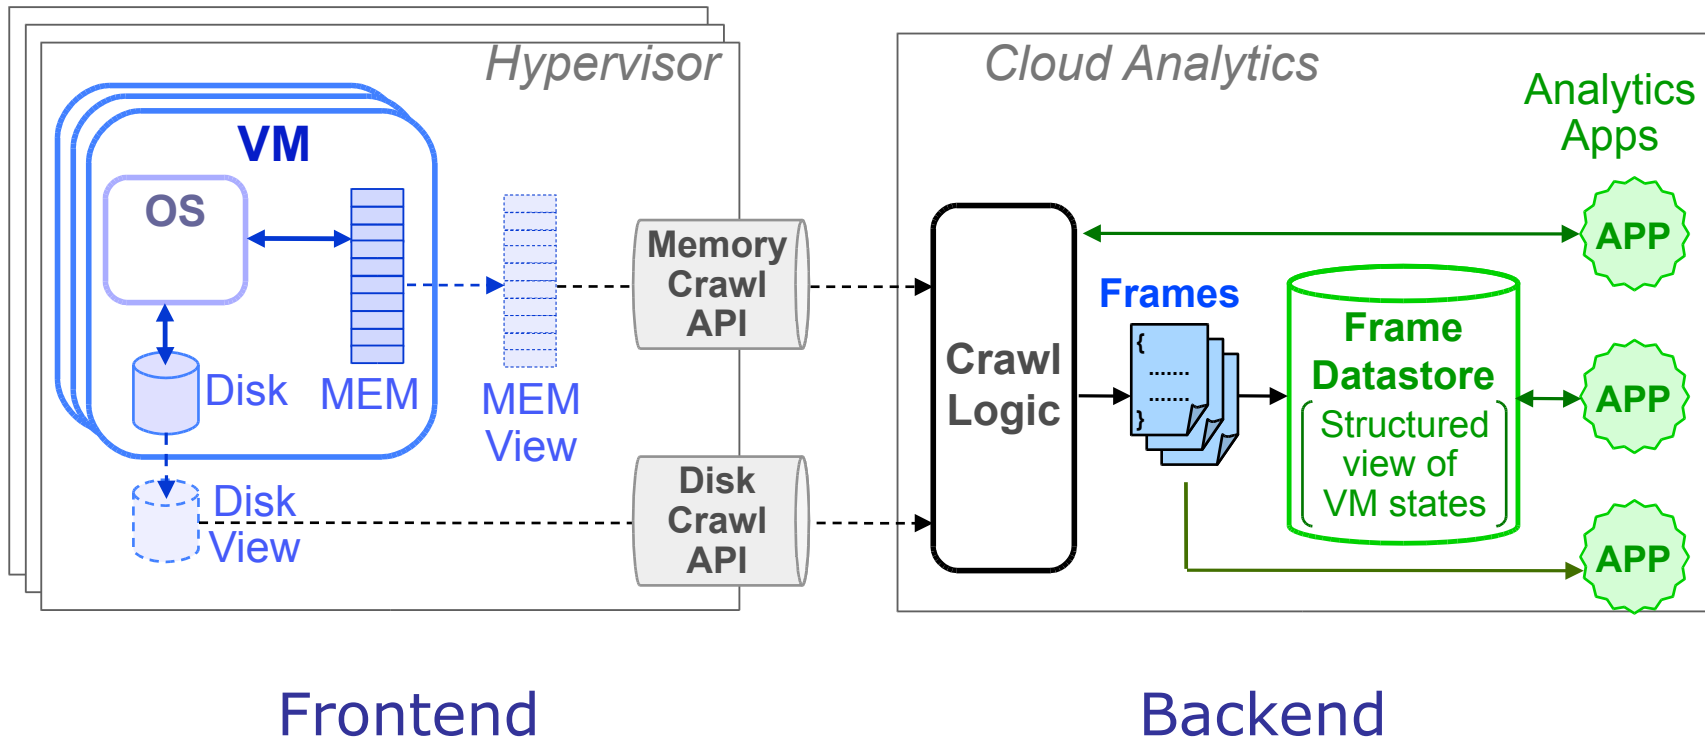 Hypervisor
VM
OS
Disk
MEM
MEM
View
Disk
View
Memory
Crawl
API
Disk
Crawl
API
Frontend
Cloud Analytics
Analytics
Apps
Crawl
Logic
Frames
{
.......
.......
}
Frame
Datastore
Structured
view of
VM states
APP
APP
APP
Backend